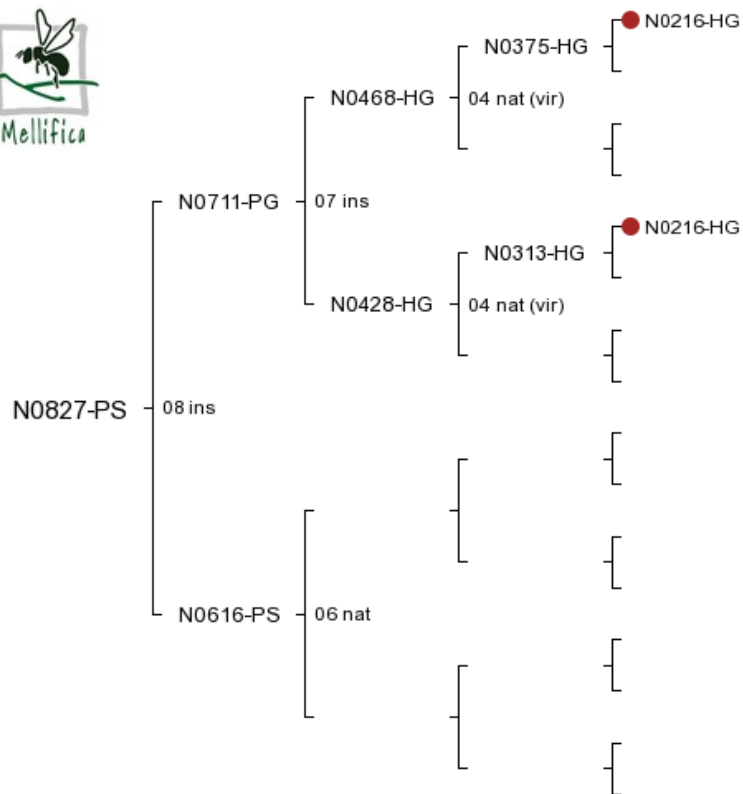 N0216-HG
N0375-HG
N0468-HG
04 nat (vir)
Mellifica
N0711-PG
07 ins
N0216-HG
N0313-HG
N0428-HG
04 nat (vir)
N0827-PS
08 ins
N0616-PS
06 nat